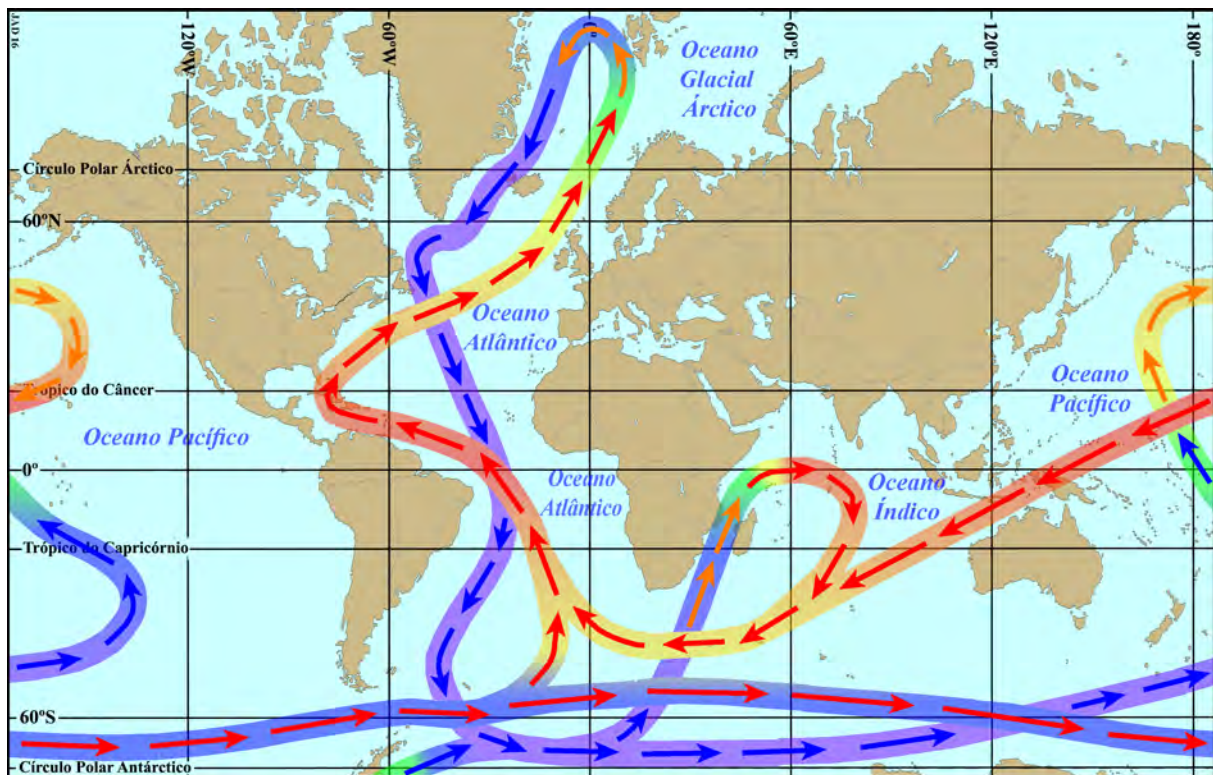 JAD16
120ºW
60ºW
0º
60ºE
120ºE
180º
Oceano
Glacial
Árctico
Círculo Polar Árctico
60ºN
Oceano
Atlântico
Trópico do Câncer
Oceano
Pacífico
Oceano Pacífico
0º
Oceano
Atlântico
Oceano
Índico
Trópico do Capricórnio
60ºS
Círculo Polar Antárctico